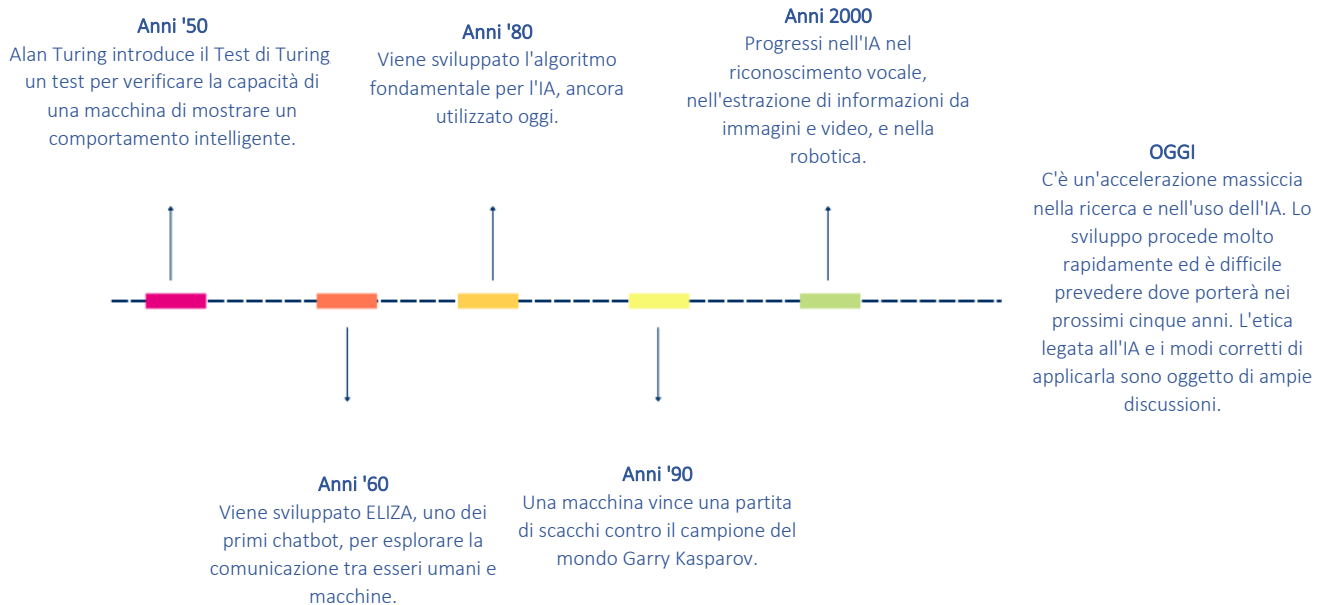 Anni '50
Alan Turing introduce il Test di Turing
un test per verificare la capacità di
una macchina di mostrare un
comportamento intelligente.
Anni '80
Viene sviluppato l'algoritmo
fondamentale per l'IA, ancora
utilizzato oggi.
Anni 2000
Progressi nell'IA nel
riconoscimento vocale,
nell'estrazione di informazioni da
immagini e video, e nella
robotica.
OGGI
C'è un'accelerazione massiccia
nella ricerca e nell'uso dell'IA. Lo
sviluppo procede molto
rapidamente ed è difficile
prevedere dove porterà nei
prossimi cinque anni. L'etica
legata all'IA e i modi corretti di
applicarla sono oggetto di ampie
discussioni.
Anni '60
Viene sviluppato ELIZA, uno dei
primi chatbot, per esplorare la
comunicazione tra esseri umani e
macchine.
Anni '90
Una macchina vince una partita
di scacchi contro il campione del
mondo Garry Kasparov.